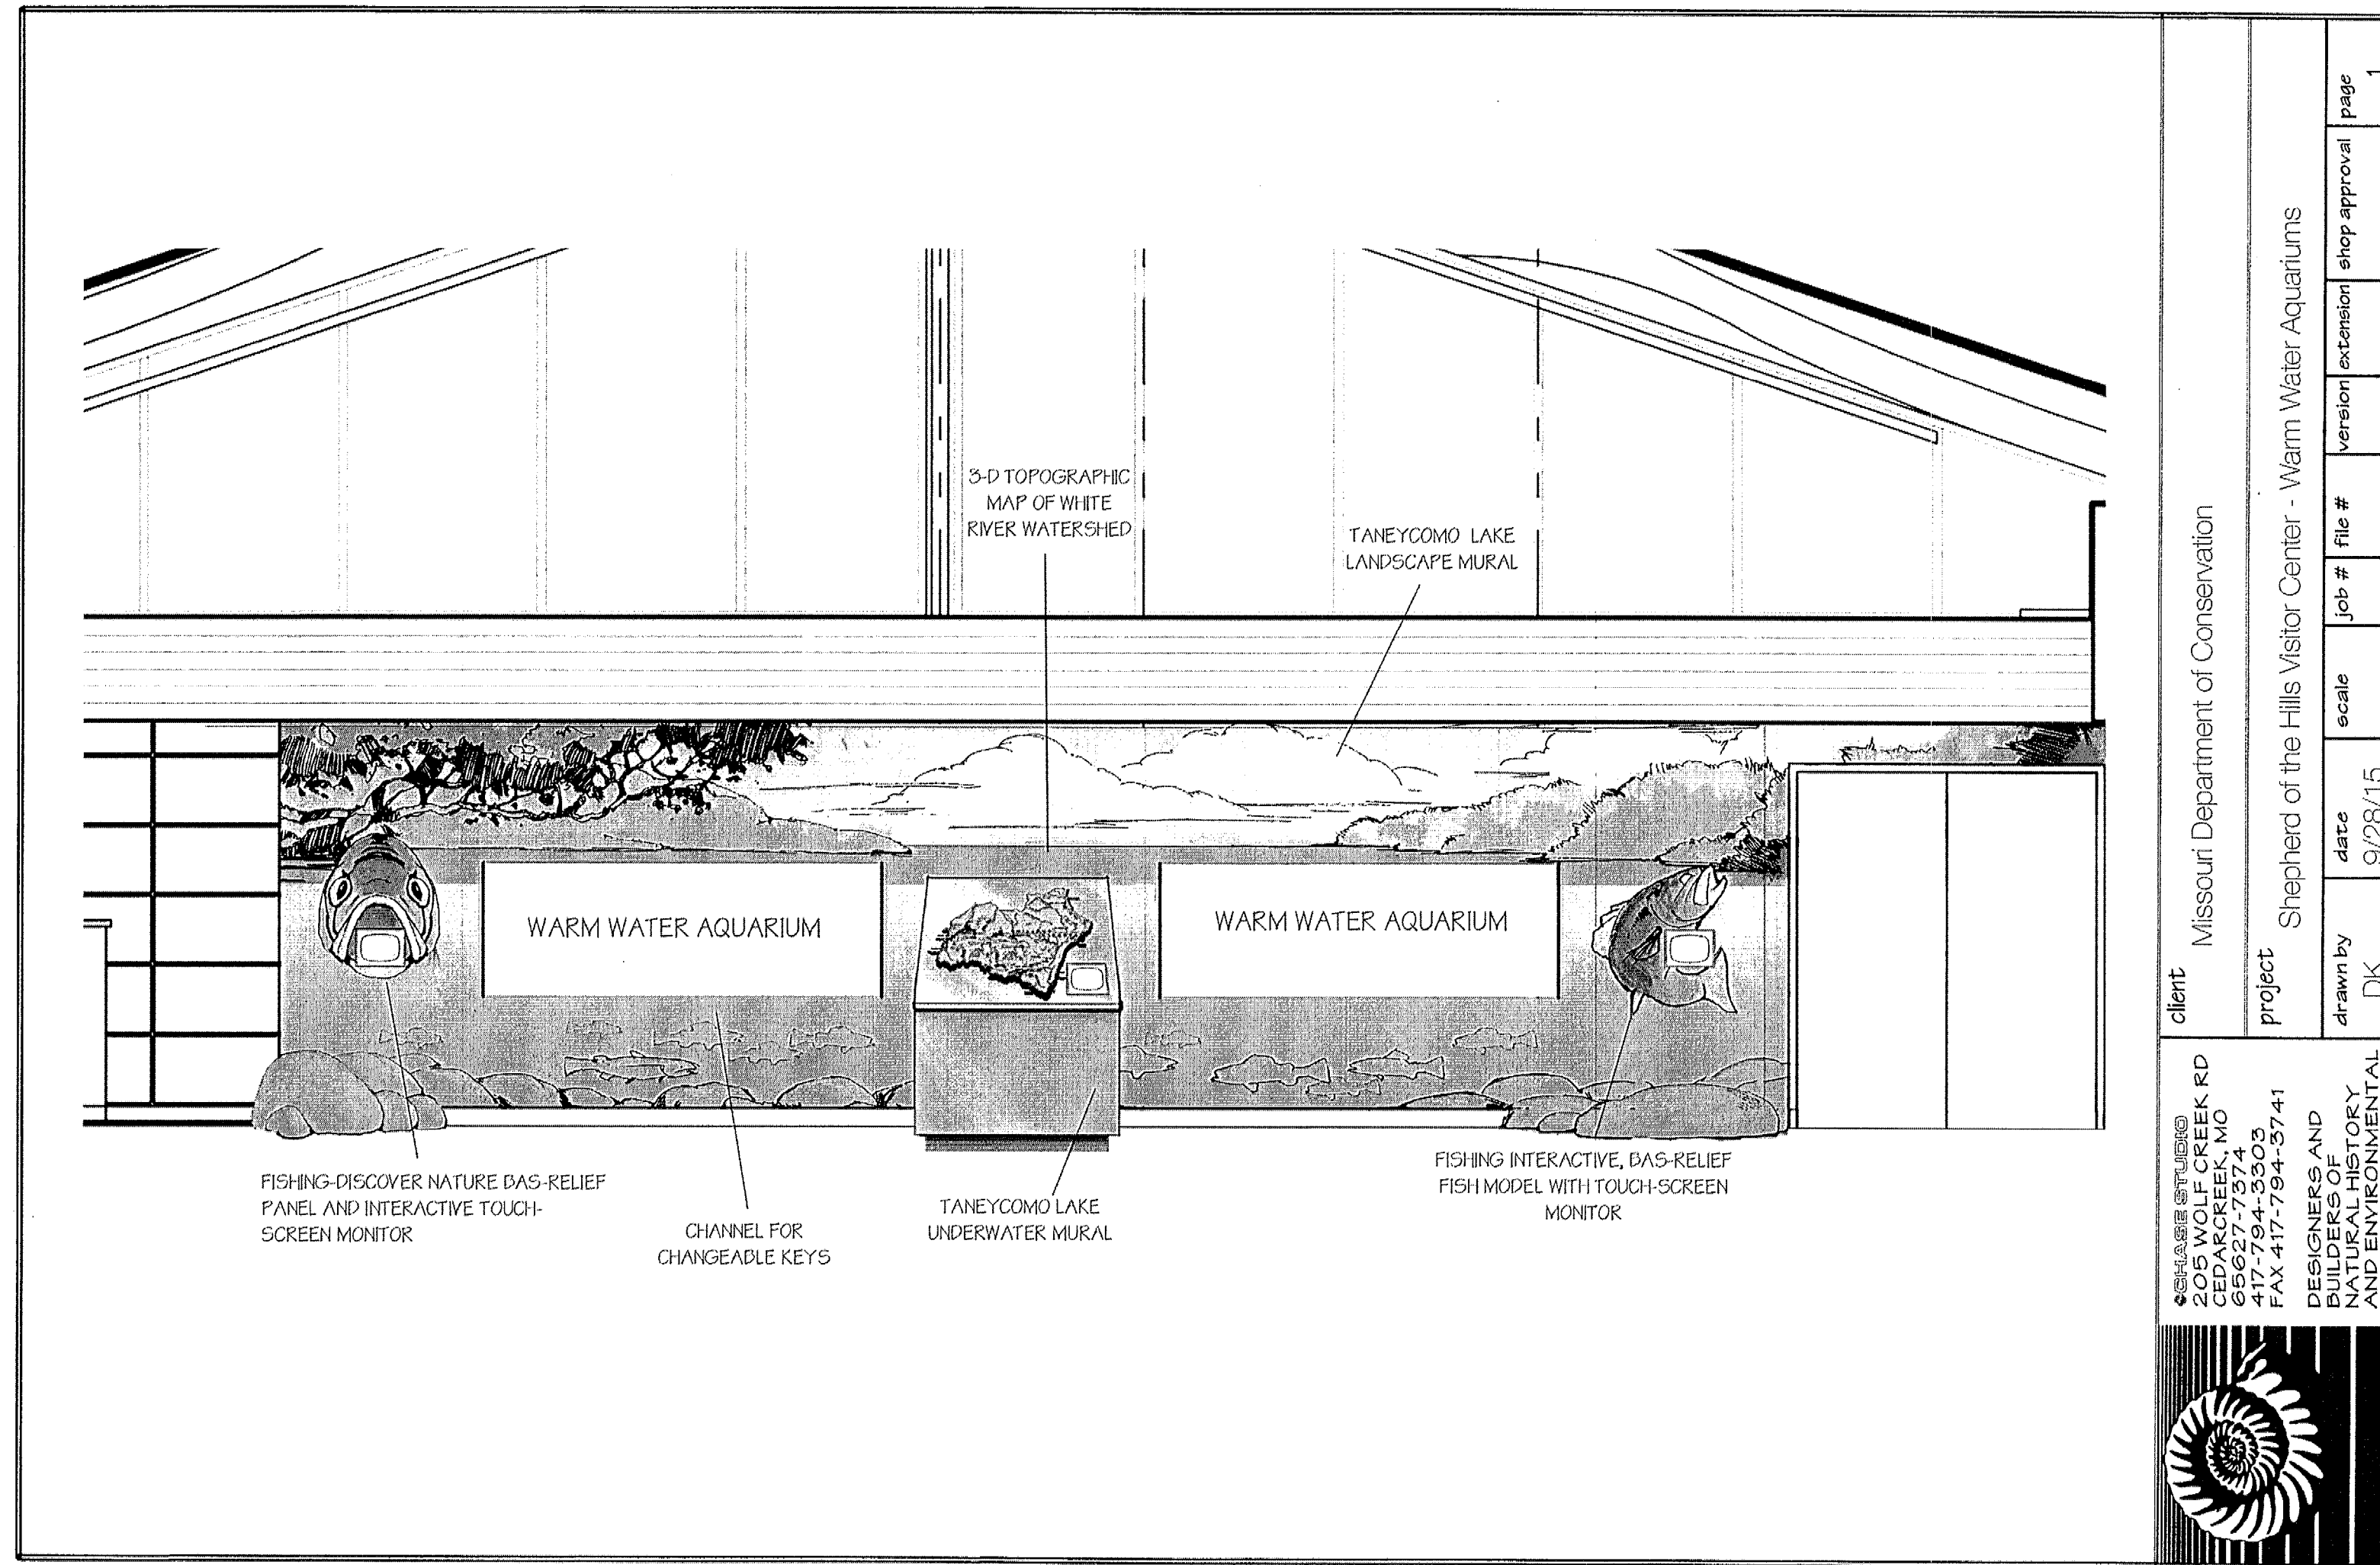 3-D TOPOGRAPHIC
MAP OF WHITE
RIVER WATERSHED
TANEYCOMO LAKE
LANDSCAPE MURAL
WARM WATER AQUARIUM
WARM WATER AQUARIUM
FISHING-DISCOVER NATURE BAS-RELIEF
PANEL AND INTERACTIVE TOUCH-
SCREEN MONITOR
CHANNEL FOR
CHANGEABLE KEYS
TANEYCOMO LAKE
UNDERWATER MURAL
FISHING INTERACTIVE, BAS-RELIEF
FISH MODEL WITH TOUCH-SCREEN
MONITOR
client
Missouri Department of Conservation
project
Shepherd of the Hills Visitor Center - Warm Water Aquariums
drawn by
DK
date
9/28/15
scale
job #
file #
version
extension
shop approval
page
1
CHASE STUDIO
205 WOLF CREEK RD
CEDARCREEK, MO
65627-7374
417-794-3303
FAX 417-794-3741
DESIGNERS AND
BUILDERS OF
NATURAL HISTORY
AND ENVIRONMENTAL